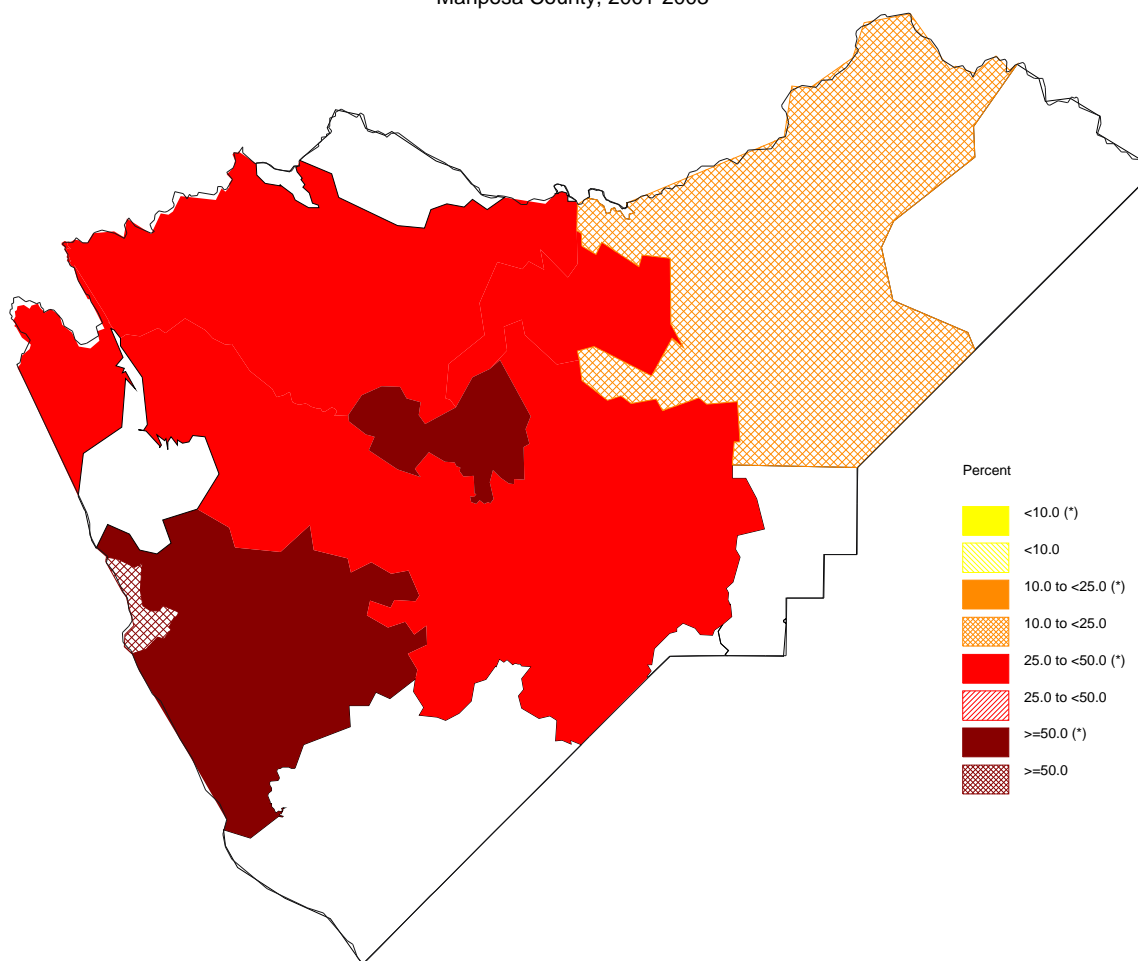 Mariposa County, 2001-2003
Percent
<10.0 (*)
<10.0
10.0 to <25.0 (*)
10.0 to <25.0
25.0 to <50.0 (*)
25.0 to <50.0
>=50.0 (*)
>=50.0